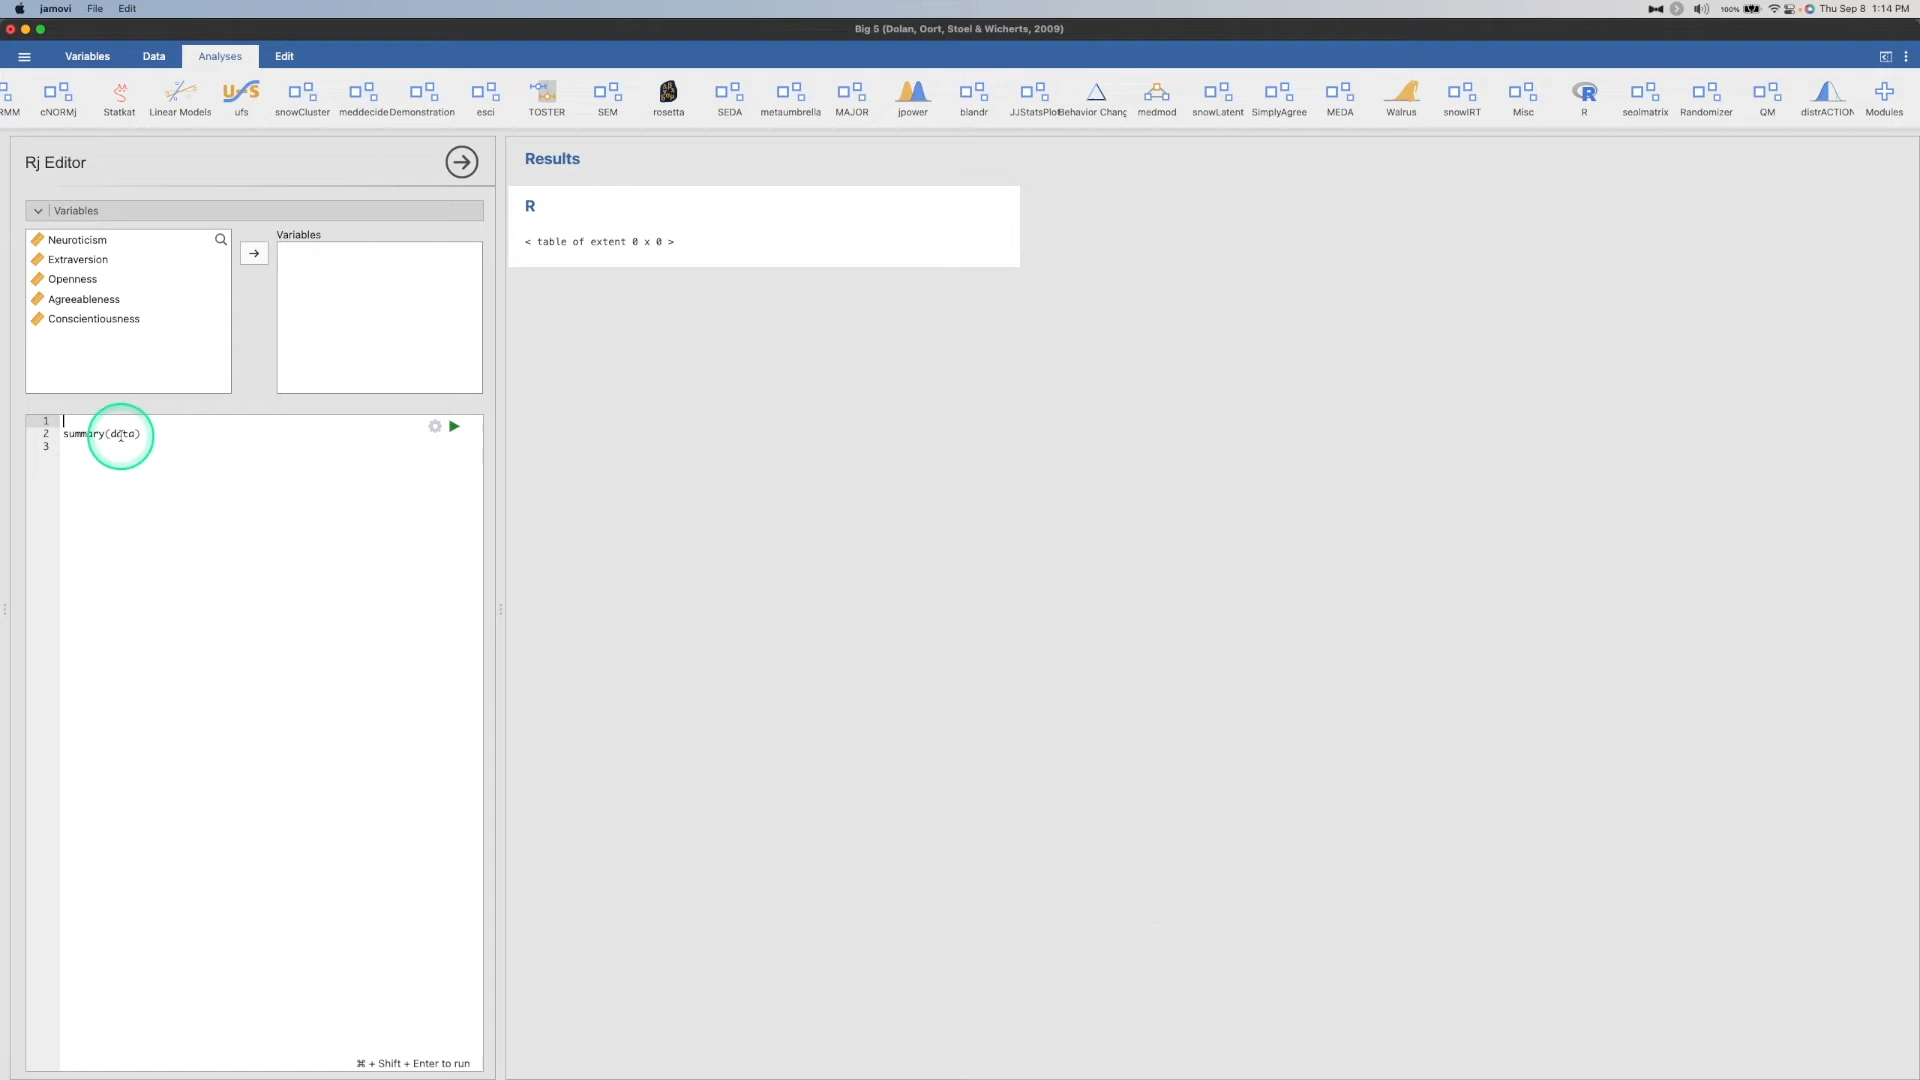 jamovi File Edit 100% Thu Sep 8 1:14 PM
Big 5 (Dolan, Oort, Stoel & Wicherts, 2009)
Variables Data Analyses Edit
RMM cNORMj Statkat Linear Models ufs snowCluster meddecide Demonstration esci TOSTER SEM rosetta SEDA metaumbrella MAJOR jpower blandr JJStatsPlot Behavior Chang medmod snowLatent SimplyAgree MEDA Walrus snowIRT Misc R seolmatrix Randomizer QM distrACTION Modules
Rj Editor
Variables
Neuroticism
Extraversion
Openness
Agreeableness
Conscientiousness
Variables
1
2 summary(data)
3
⌘ + Shift + Enter to run
Results
R
< table of extent 0 x 0 >